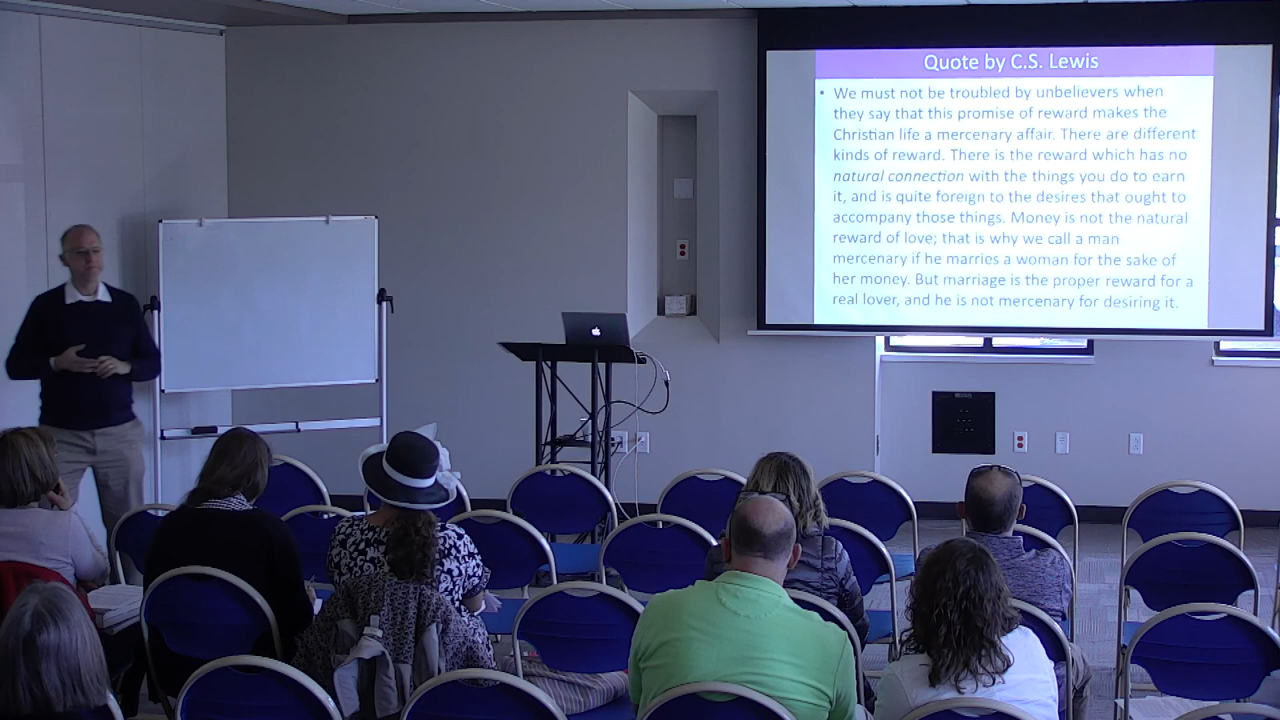 Quote by C.S. Lewis
• We must not be troubled by unbelievers when
they say that this promise of reward makes the
Christian life a mercenary affair. There are different
kinds of reward. There is the reward which has no
natural connection with the things you do to earn
it, and is quite foreign to the desires that ought to
accompany those things. Money is not the natural
reward of love; that is why we call a man
mercenary if he marries a woman for the sake of
her money. But marriage is the proper reward for a
real lover, and he is not mercenary for desiring it.